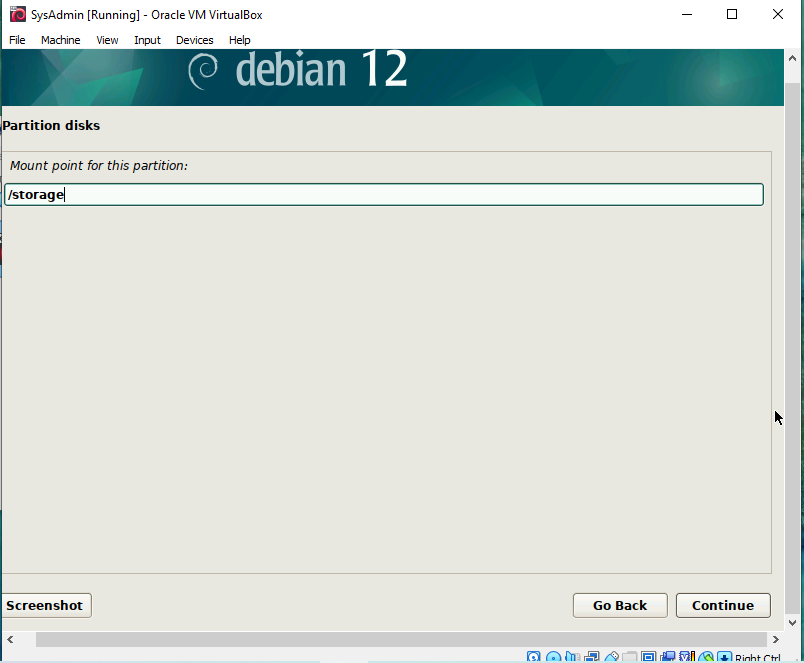 SysAdmin [Running] - Oracle VM VirtualBox
File Machine View Input Devices Help
debian 12
Partition disks
Mount point for this partition:
/storage
Screenshot Go Back Continue
Right Ctrl